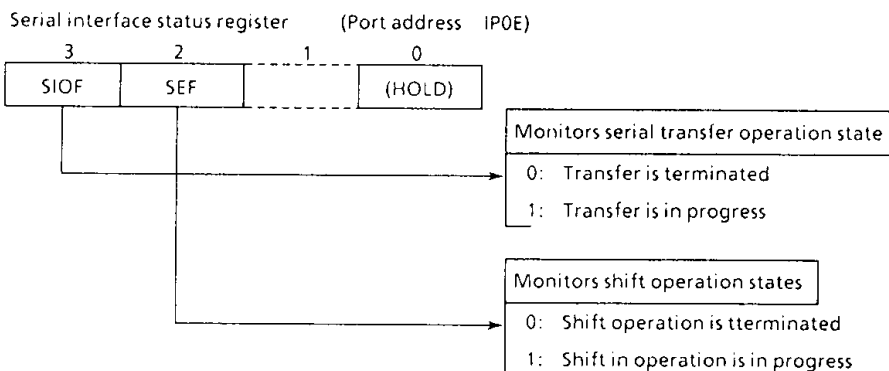 Serial interface status register (Port address IP0E)
3 2 1 0
SIOF SEF (HOLD)
Monitors serial transfer operation state
0: Transfer is terminated
1: Transfer is in progress
Monitors shift operation states
0: Shift operation is tterminated
1: Shift in operation is in progress